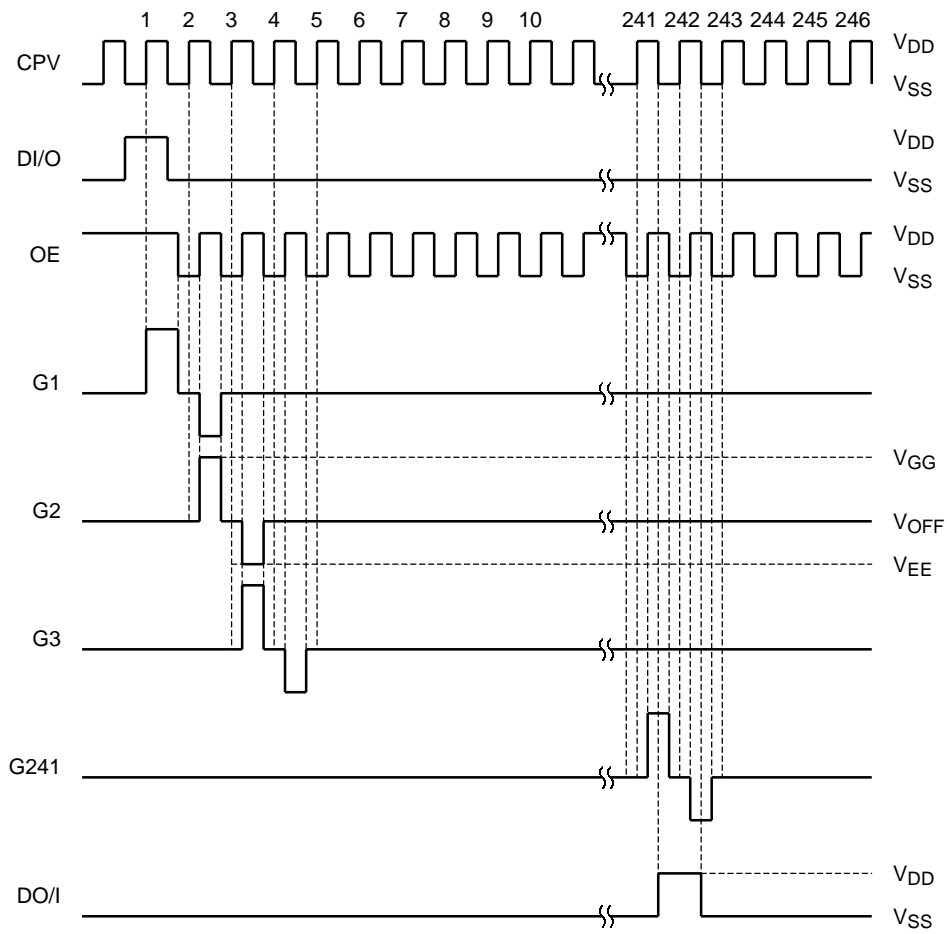 1 2 3 4 5 6 7 8 9 10 241 242 243 244 245 246
CPV VDD
VSS
DI/O VDD
VSS
OE VDD
VSS
G1
VGG
G2 VOFF
VEE
G3
G241
DO/I VDD
VSS